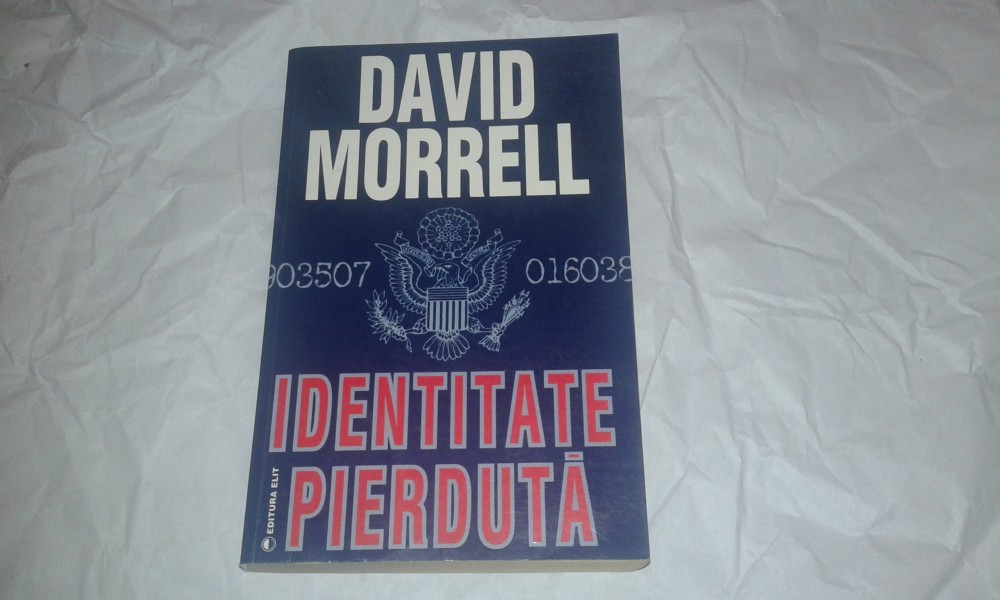 DAVID
MORRELL
903507
016038
IDENTITATE
PIERDUTĂ
EDITURA ELIT